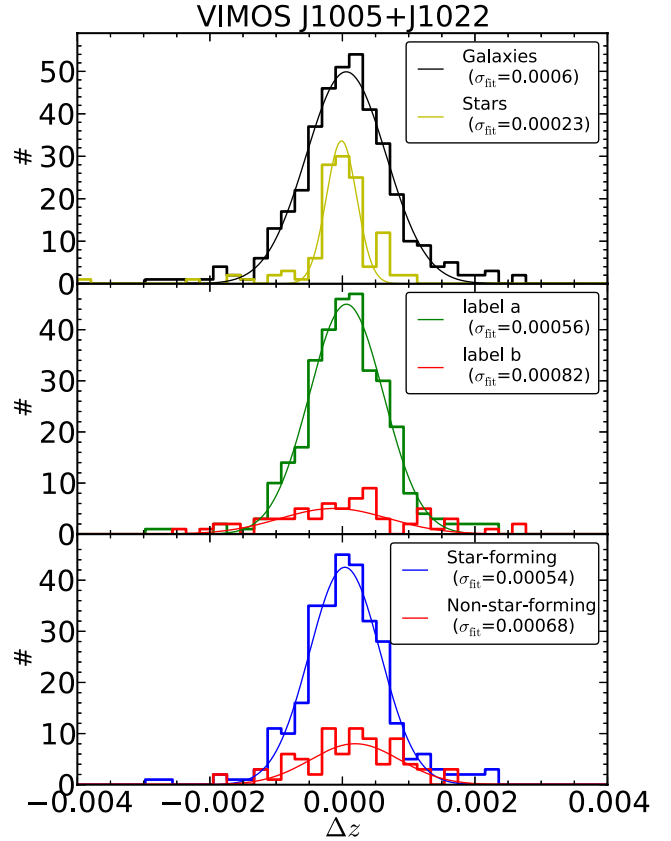 VIMOS J1005+J1022
Galaxies
(σfit=0.0006)
Stars
(σfit=0.00023)
50
40
30
20
10
0
#
label a
(σfit=0.00056)
label b
(σfit=0.00082)
40
30
20
10
0
#
Star-forming
(σfit=0.00054)
Non-star-forming
(σfit=0.00068)
40
30
20
10
0
#
−0.004 −0.002 0.000 0.002 0.004
Δz